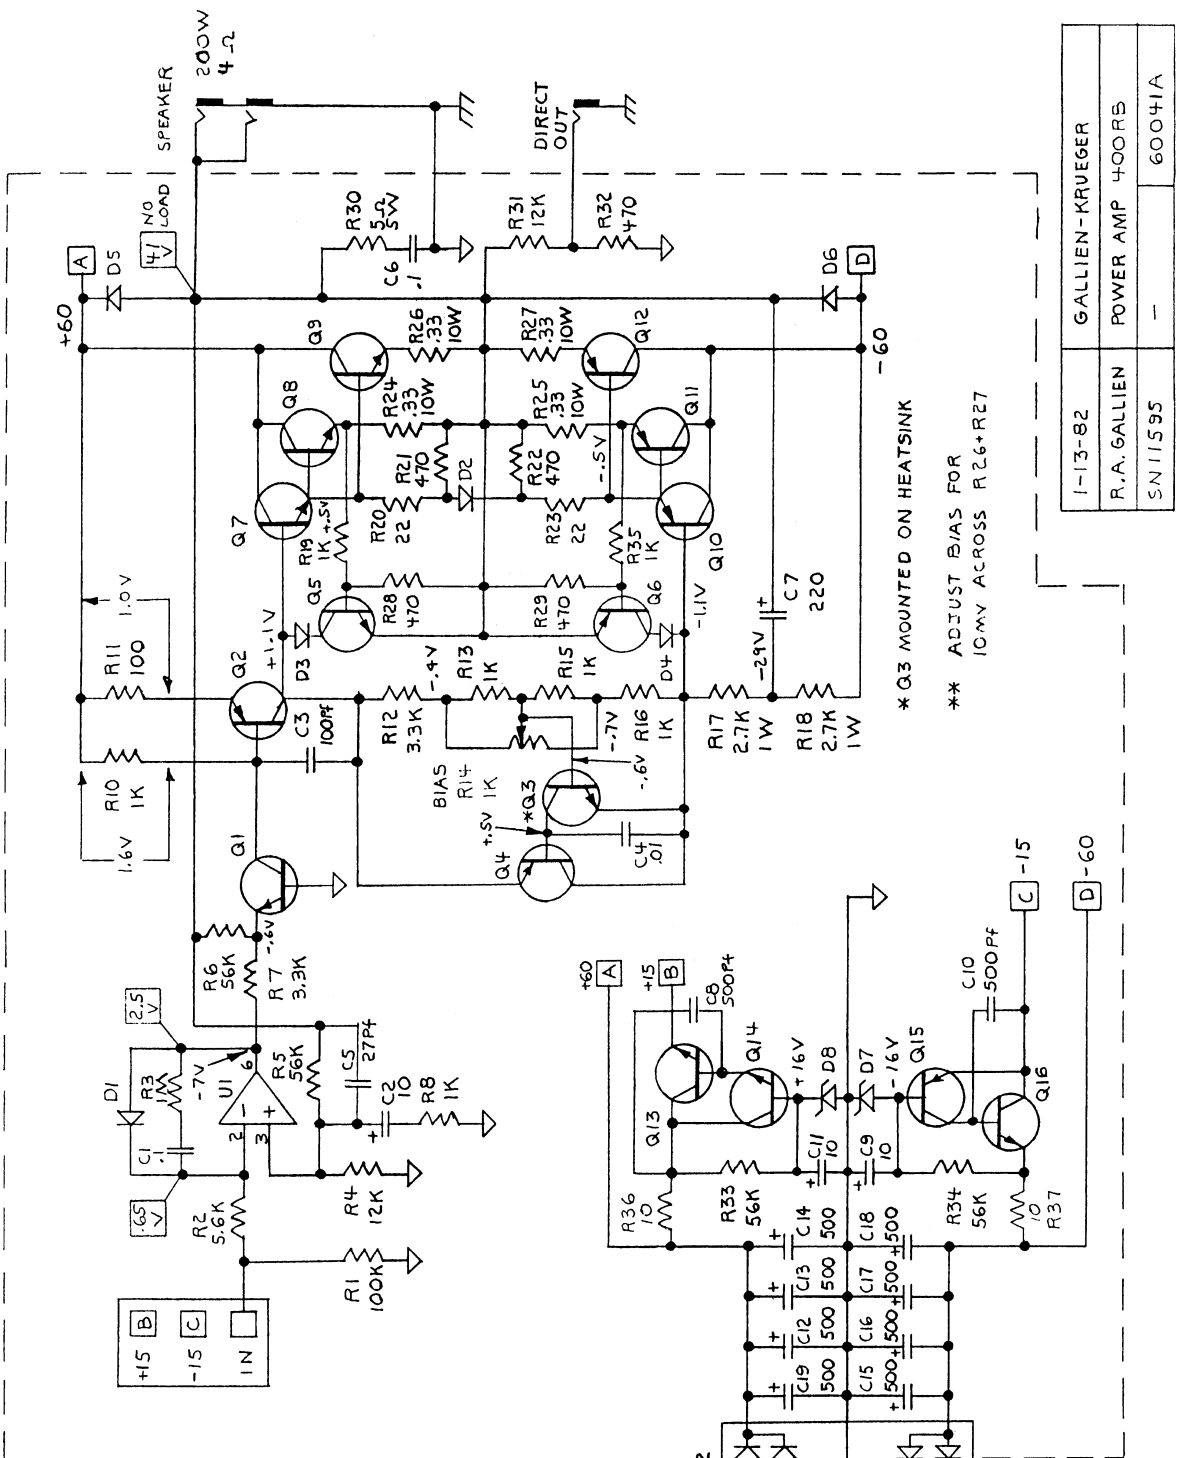 200W
4 Ω
SPEAKER
DIRECT
OUT
NO
LOAD
41
V
+60
A
D5
R30
5Ω
5W
C6
.1
R31
12K
R32
470
D6
D
-60
Q9
R26
.33
10W
R27
.33
10W
Q12
Q8
R24
.33
10W
R25
.33
10W
Q11
R21
470
D2
R22
470
-.5V
Q7
R19
1K
+.5V
R20
22
R23
22
R35
1K
Q10
Q5
R28
470
R29
470
Q6
+1.1V
D3
D4
-1.1V
1.0V
R11
100
Q2
C3
100Pf
R12
3.3K
-.4V
R13
1K
R15
1K
-.7V
R16
1K
R17
2.7K
1W
-29V
C7
220
+
R18
2.7K
1W
R10
1K
1.6V
BIAS
R14
1K
*Q3
-.6V
+.5V
Q4
C4
.01
Q1
-.6V
R6
56K
R7
3.3K
2.5
V
D1
R3
1M
-.7V
U1
6
2
3
-
+
C1
.1
.65
V
R2
5.6K
R5
56K
C5
27Pf
C2
10
+
R8
1K
R4
12K
R1
100K
+15 B
-15 C
IN
* Q3 MOUNTED ON HEATSINK
** ADJUST BIAS FOR
10MV ACROSS R26+R27
+60
A
+15
B
C8
500Pf
Q13
Q14
+16V
D8
D7
-16V
Q15
Q16
C10
500Pf
C
-15
D
-60
R36
10
R33
56K
C11
10
+
C9
10
+
R34
56K
10
R37
C14
500
+
C18
500
+
C13
500
+
C17
500
+
C12
500
+
C16
500
+
C19
500
+
C15
500
+
1-13-82
GALLIEN-KRUEGER
R.A. GALLIEN
POWER AMP 400RB
SN11595
—
60041A